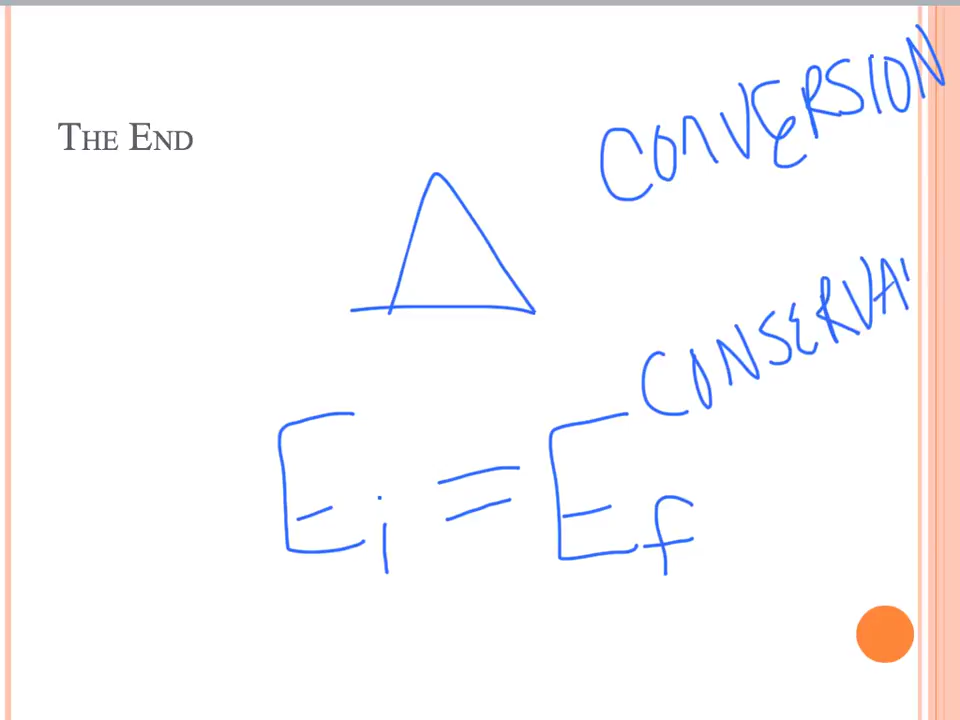 THE END
CONVERSION
Δ
CONSERVA
Ei = Ef